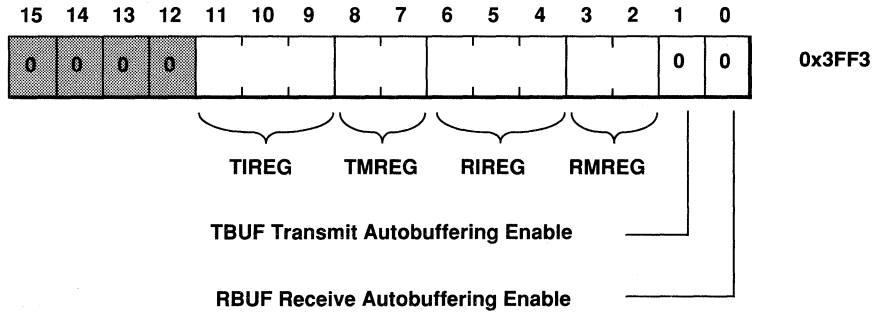 15 14 13 12 11 10 9 8 7 6 5 4 3 2 1 0
0 0 0 0 0 0 0x3FF3
TIREG TMREG RIREG RMREG
TBUF Transmit Autobuffering Enable
RBUF Receive Autobuffering Enable